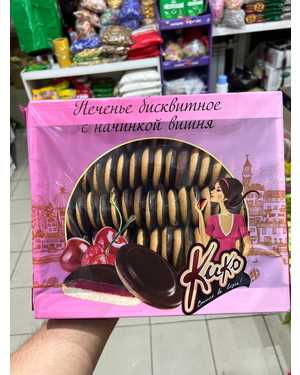 Печенье бисквитное
с начинкой вишня
Кико